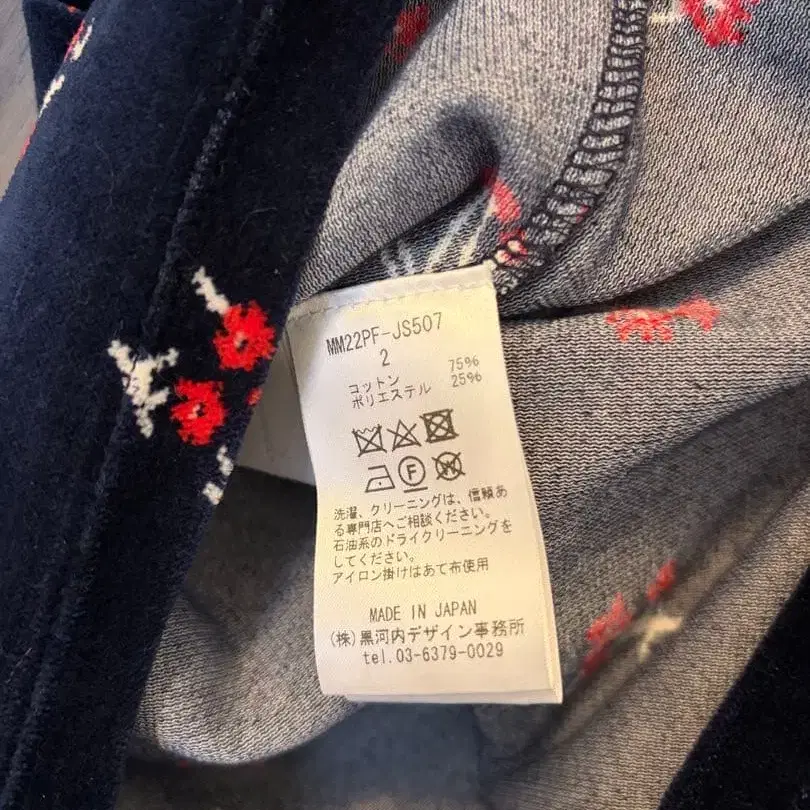 MM22PF-JS507
2
コットン 75%
ポリエステル 25%
F W
洗濯、クリーニングは、信頼あ
る専門店へご相談ください。
石油系のドライクリーニングを
してください。
アイロン掛けはあて布使用
MADE IN JAPAN
(株)黒河内デザイン事務所
tel.03-6379-0029